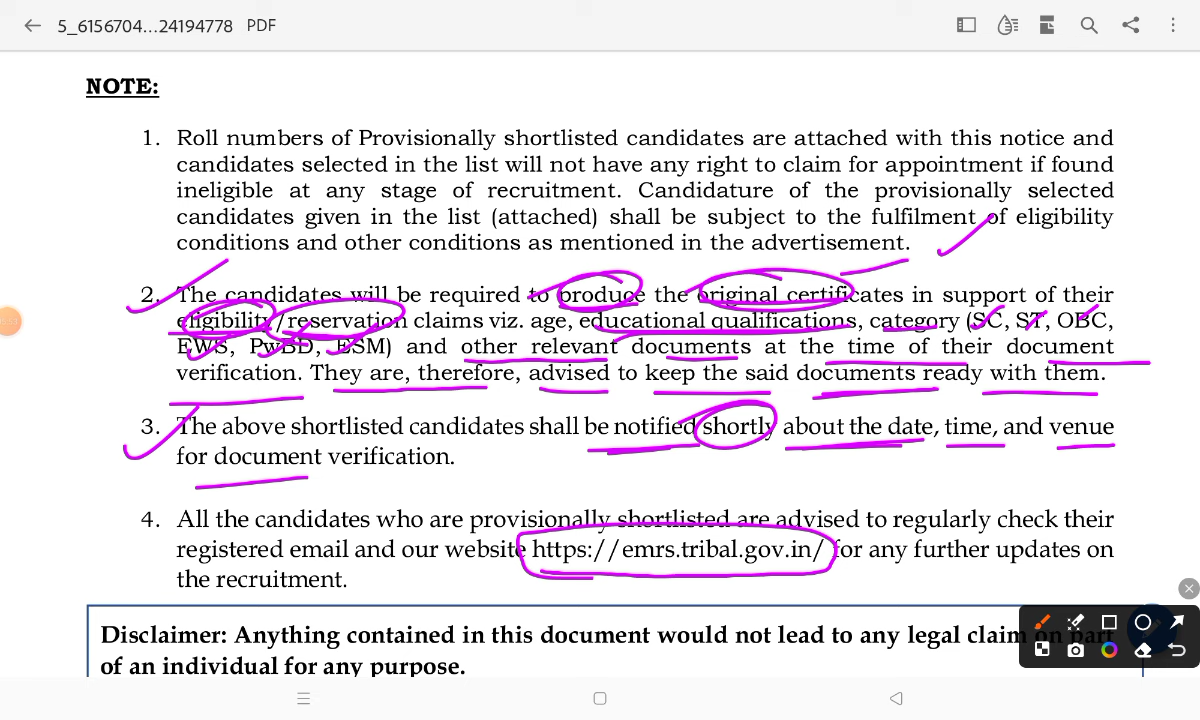 5_6156704...24194778 PDF
NOTE:
1. Roll numbers of Provisionally shortlisted candidates are attached with this notice and
candidates selected in the list will not have any right to claim for appointment if found
ineligible at any stage of recruitment. Candidature of the provisionally selected
candidates given in the list (attached) shall be subject to the fulfilment of eligibility
conditions and other conditions as mentioned in the advertisement.
2. The candidates will be required to produce the original certificates in support of their
eligibility/reservation claims viz. age, educational qualifications, category (SC, ST, OBC,
EWS, PwBD, ESM) and other relevant documents at the time of their document
verification. They are, therefore, advised to keep the said documents ready with them.
3. The above shortlisted candidates shall be notified shortly about the date, time, and venue
for document verification.
4. All the candidates who are provisionally shortlisted are advised to regularly check their
registered email and our website https://emrs.tribal.gov.in/ for any further updates on
the recruitment.
Disclaimer: Anything contained in this document would not lead to any legal claim on part
of an individual for any purpose.